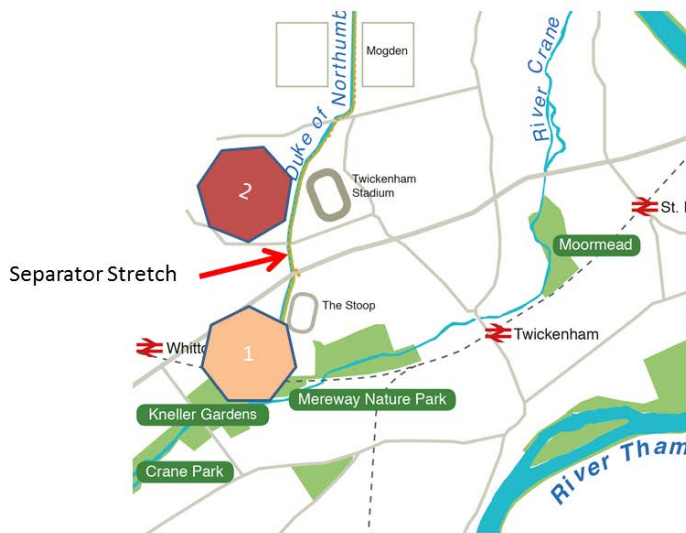 Mogden
Duke of Northumb
River Crane
2
Twickenham
Stadium
St.
Moormead
Separator Stretch
The Stoop
Twickenham
1
Kneller Gardens
Mereway Nature Park
Crane Park
River Tham